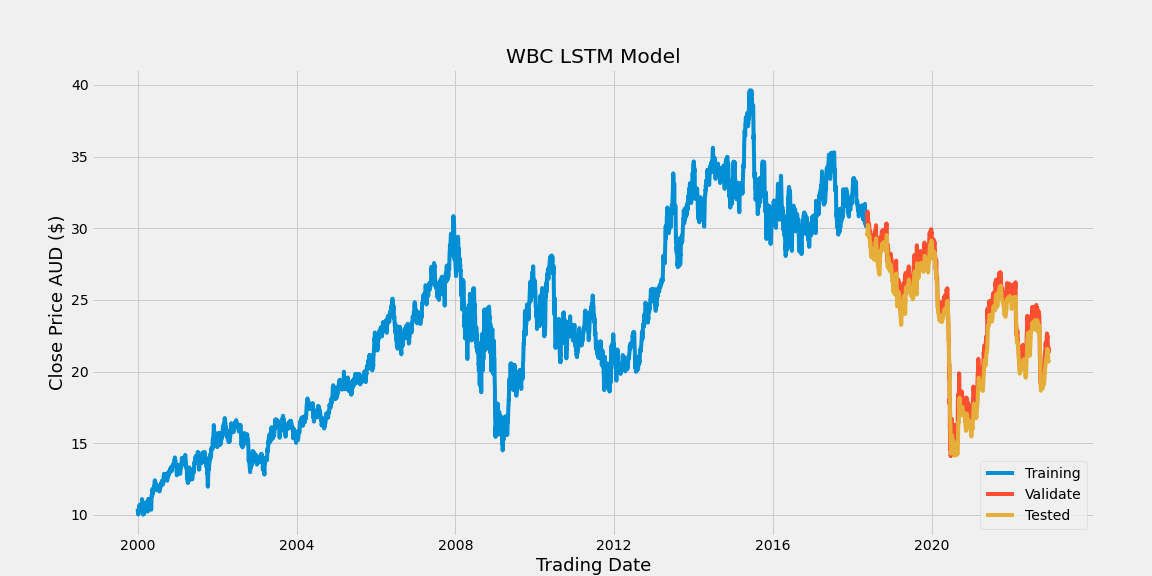 WBC LSTM Model
Close Price AUD ($)
40
35
30
25
20
15
10
2000 2004 2008 2012 2016 2020
Trading Date
Training
Validate
Tested